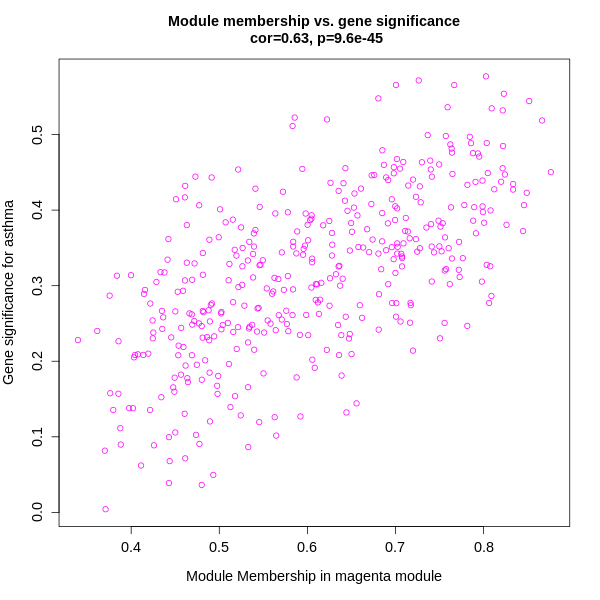 Module membership vs. gene significance
cor=0.63, p=9.6e-45
Gene significance for asthma
0.5
0.4
0.3
0.2
0.1
0.0
0.4 0.5 0.6 0.7 0.8
Module Membership in magenta module